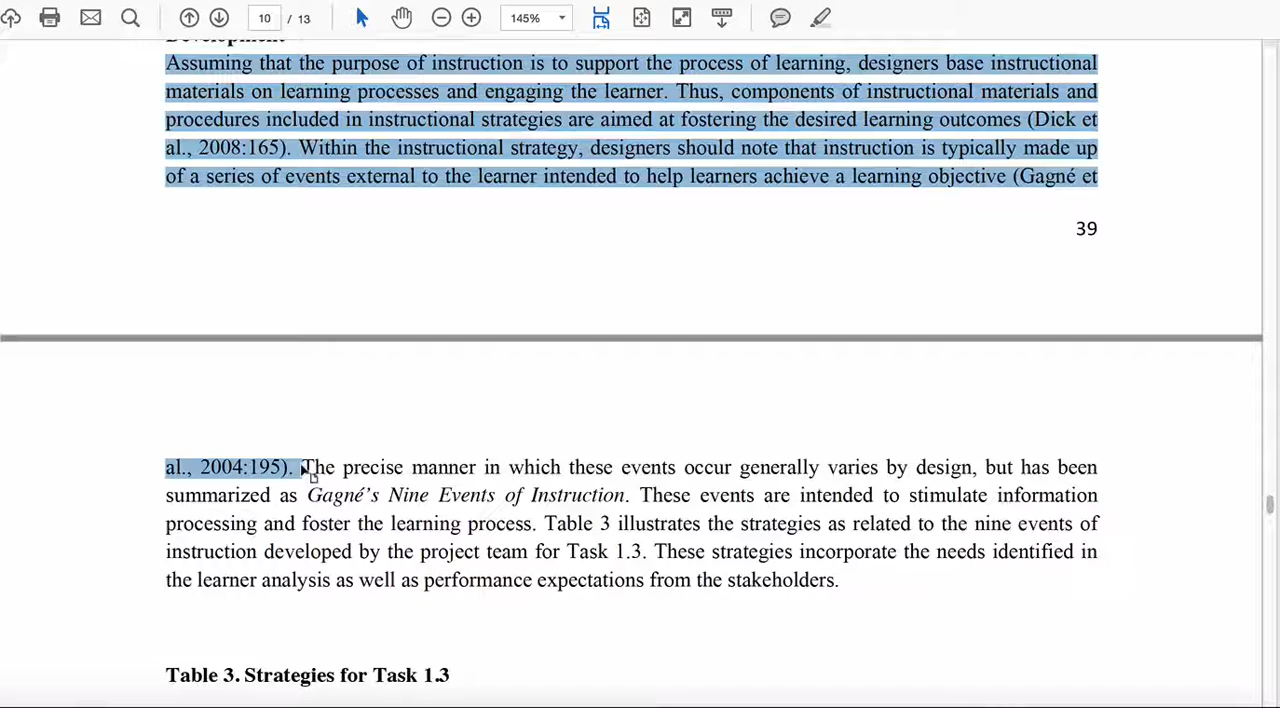 10 / 13
145%
Development
Assuming that the purpose of instruction is to support the process of learning, designers base instructional
materials on learning processes and engaging the learner. Thus, components of instructional materials and
procedures included in instructional strategies are aimed at fostering the desired learning outcomes (Dick et
al., 2008:165). Within the instructional strategy, designers should note that instruction is typically made up
of a series of events external to the learner intended to help learners achieve a learning objective (Gagné et
39
al., 2004:195). The precise manner in which these events occur generally varies by design, but has been
summarized as Gagné's Nine Events of Instruction. These events are intended to stimulate information
processing and foster the learning process. Table 3 illustrates the strategies as related to the nine events of
instruction developed by the project team for Task 1.3. These strategies incorporate the needs identified in
the learner analysis as well as performance expectations from the stakeholders.
Table 3. Strategies for Task 1.3